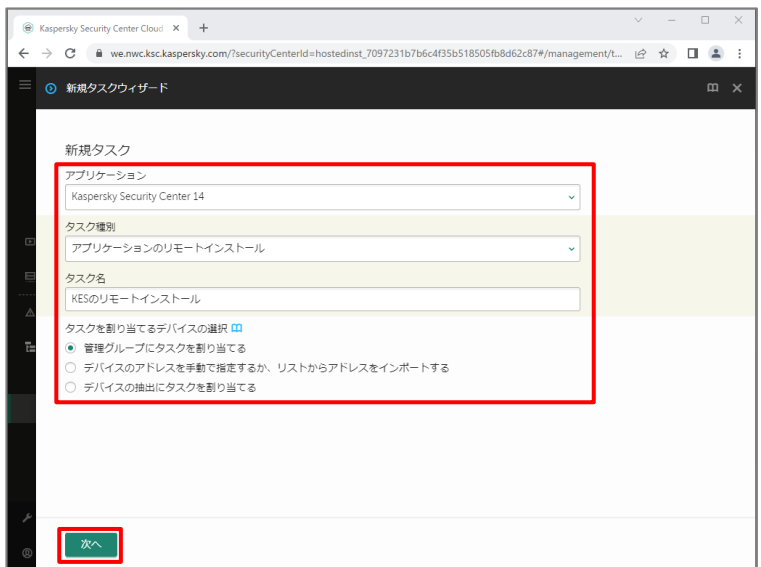 Kaspersky Security Center Cloud
we.nwc.ksc.kaspersky.com/?securityCenterId=hostedinst_7097231b7b6c4f35b518505fb8d62c87#/management/t...
新規タスクウィザード
新規タスク
アプリケーション
Kaspersky Security Center 14
タスク種別
アプリケーションのリモートインストール
タスク名
KESのリモートインストール
タスクを割り当てるデバイスの選択
管理グループにタスクを割り当てる
デバイスのアドレスを手動で指定するか、リストからアドレスをインポートする
デバイスの抽出にタスクを割り当てる
次へ